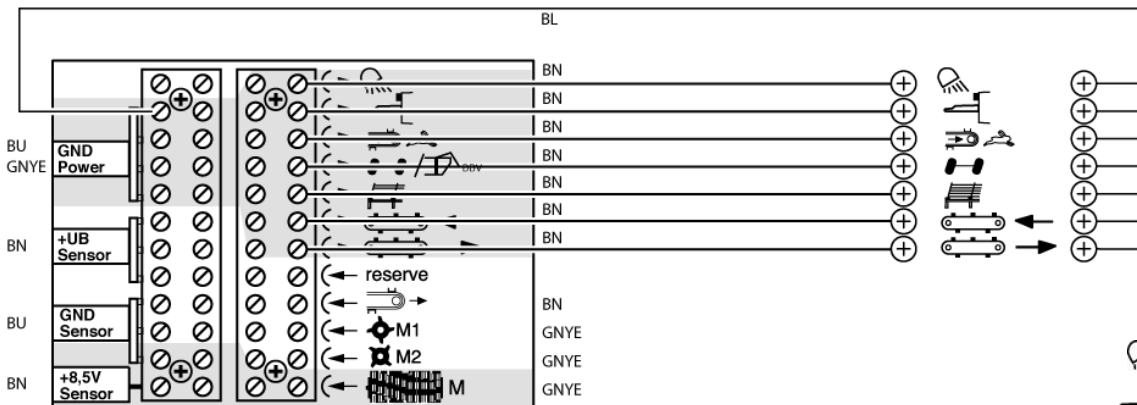 BL
BN
BN
BN
BU
GND
Power
GNYE
BN
DBV
BN
BN
BN
+UB
Sensor
BN
reserve
BN
GND
Sensor
BU
M1
GNYE
M2
GNYE
BN
+8,5V
Sensor
M
GNYE